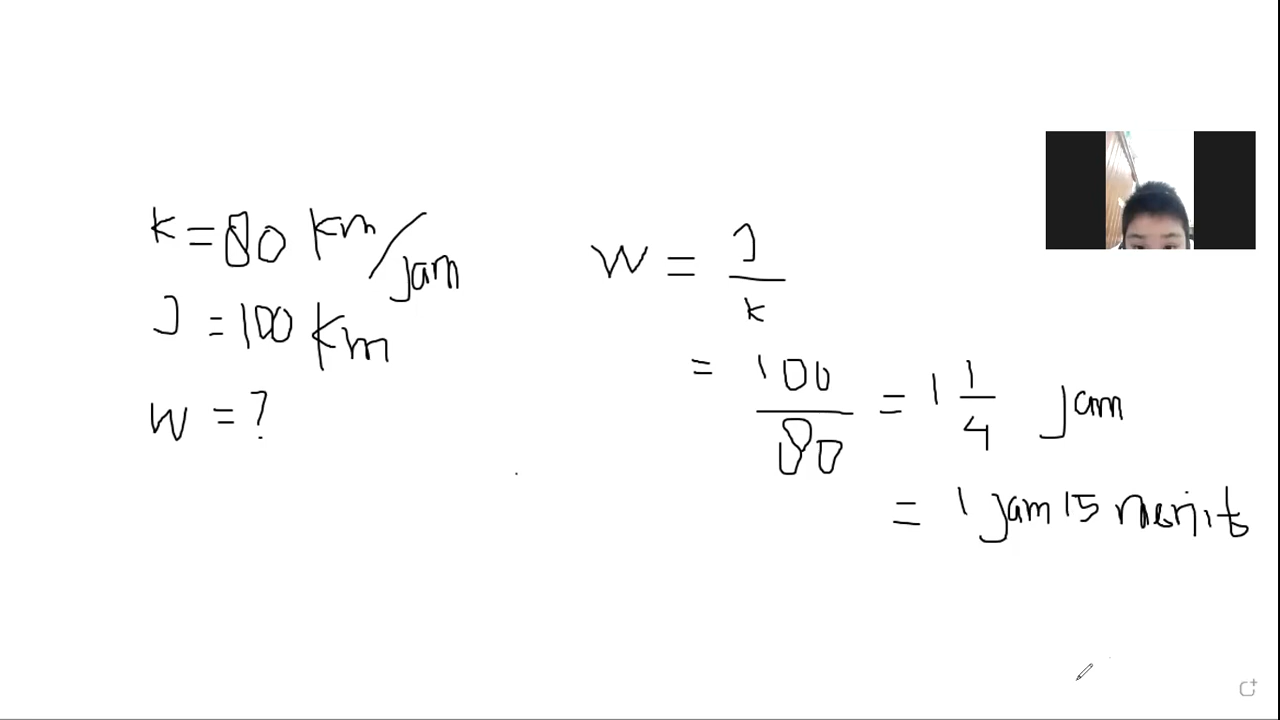 K = 80 km/jam
J = 100 km
W = ?
W = J/K
= 100/80 = 1 1/4 jam
= 1 jam 15 menit